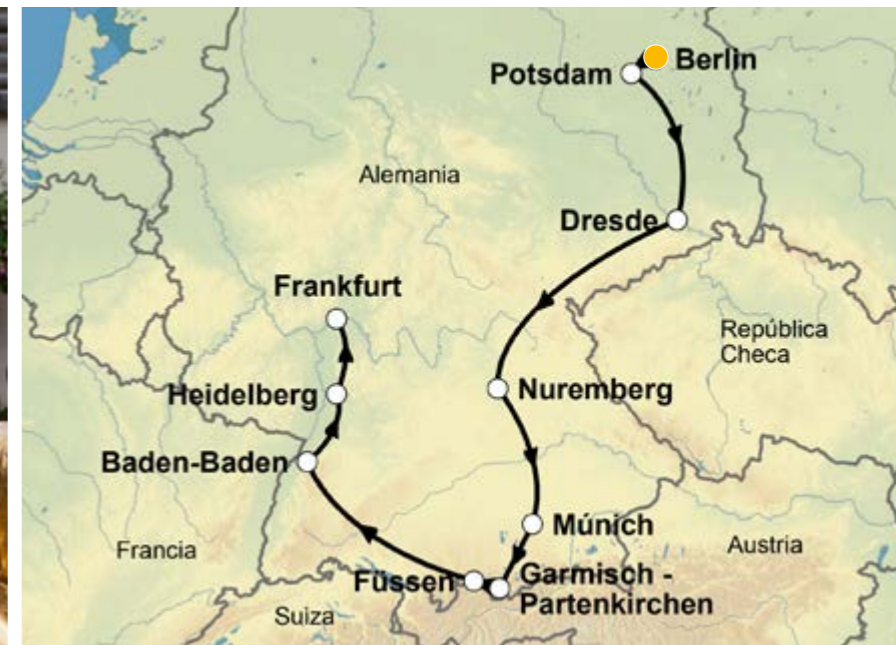 Berlin
Potsdam
Alemania
Dresde
Frankfurt
República
Checa
Heidelberg
Nuremberg
Baden-Baden
Múnich
Francia
Austria
Füssen
Garmisch -
Partenkirchen
Suiza